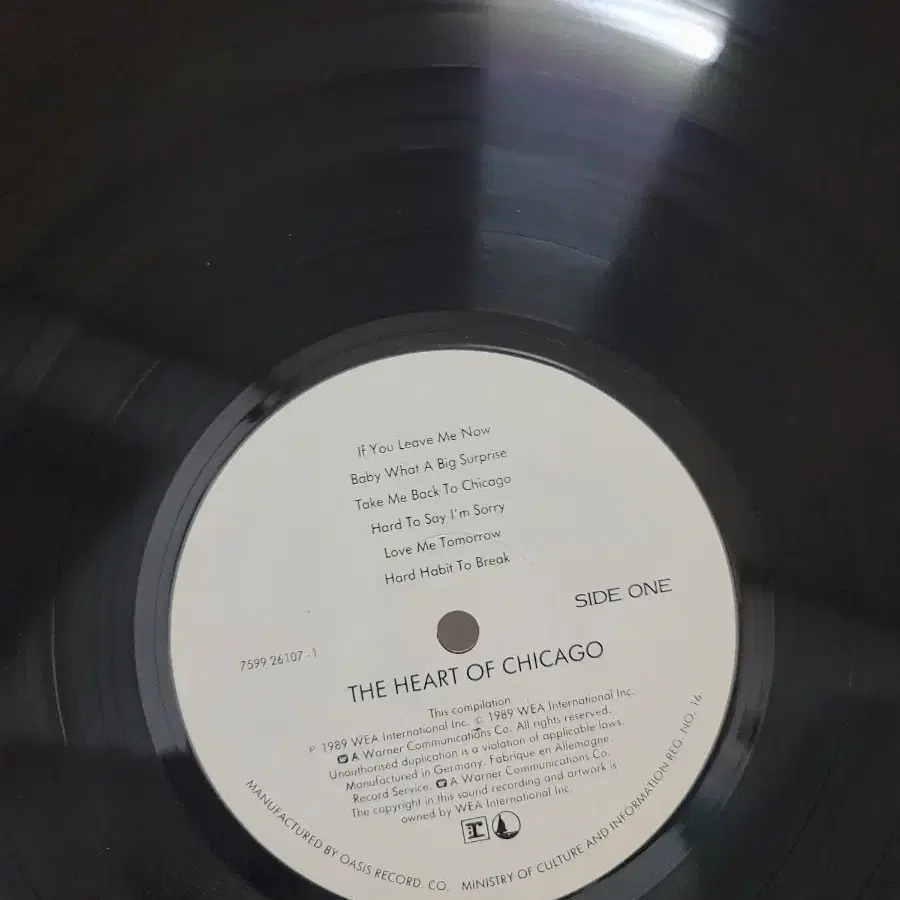 If You Leave Me Now
Baby What A Big Surprise
Take Me Back To Chicago
Hard To Say I'm Sorry
Love Me Tomorrow
Hard Habit To Break
SIDE ONE
7599 26107-1
THE HEART OF CHICAGO
This compilation
℗ 1989 WEA International Inc. © 1989 WEA International Inc.
A Warner Communications Co. All rights reserved.
Unauthorised duplication is a violation of applicable laws.
Manufactured in Germany. Fabriqué en Allemagne.
Record Service. A Warner Communications Co.
The copyright in this sound recording and artwork is
owned by WEA International Inc.
MANUFACTURED BY OASIS RECORD. CO. MINISTRY OF CULTURE AND INFORMATION REG. NO. 16